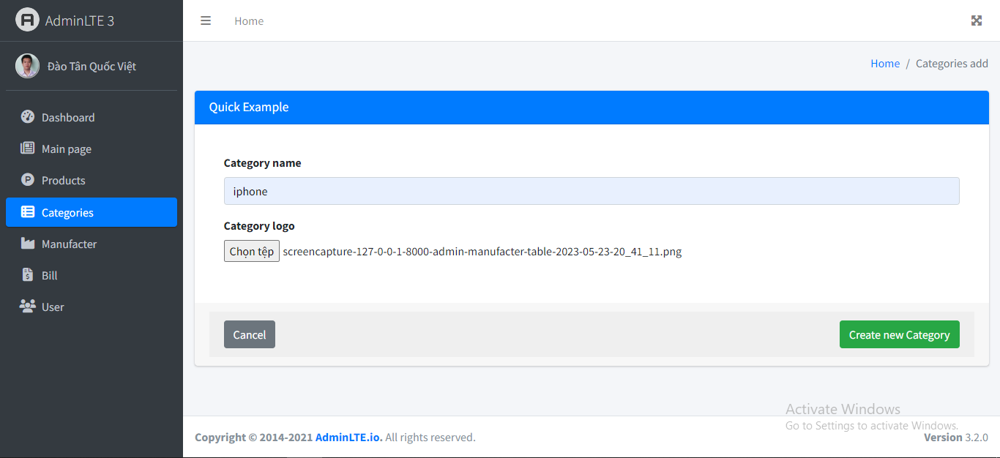 AdminLTE 3
Home
Đào Tân Quốc Việt
Home / Categories add
Dashboard
Main page
Products
Categories
Manufacter
Bill
User
Quick Example
Category name
iphone
Category logo
Chọn tệp screencapture-127-0-0-1-8000-admin-manufacter-table-2023-05-23-20_41_11.png
Cancel
Create new Category
Activate Windows
Go to Settings to activate Windows.
Copyright © 2014-2021 AdminLTE.io. All rights reserved.
Version 3.2.0